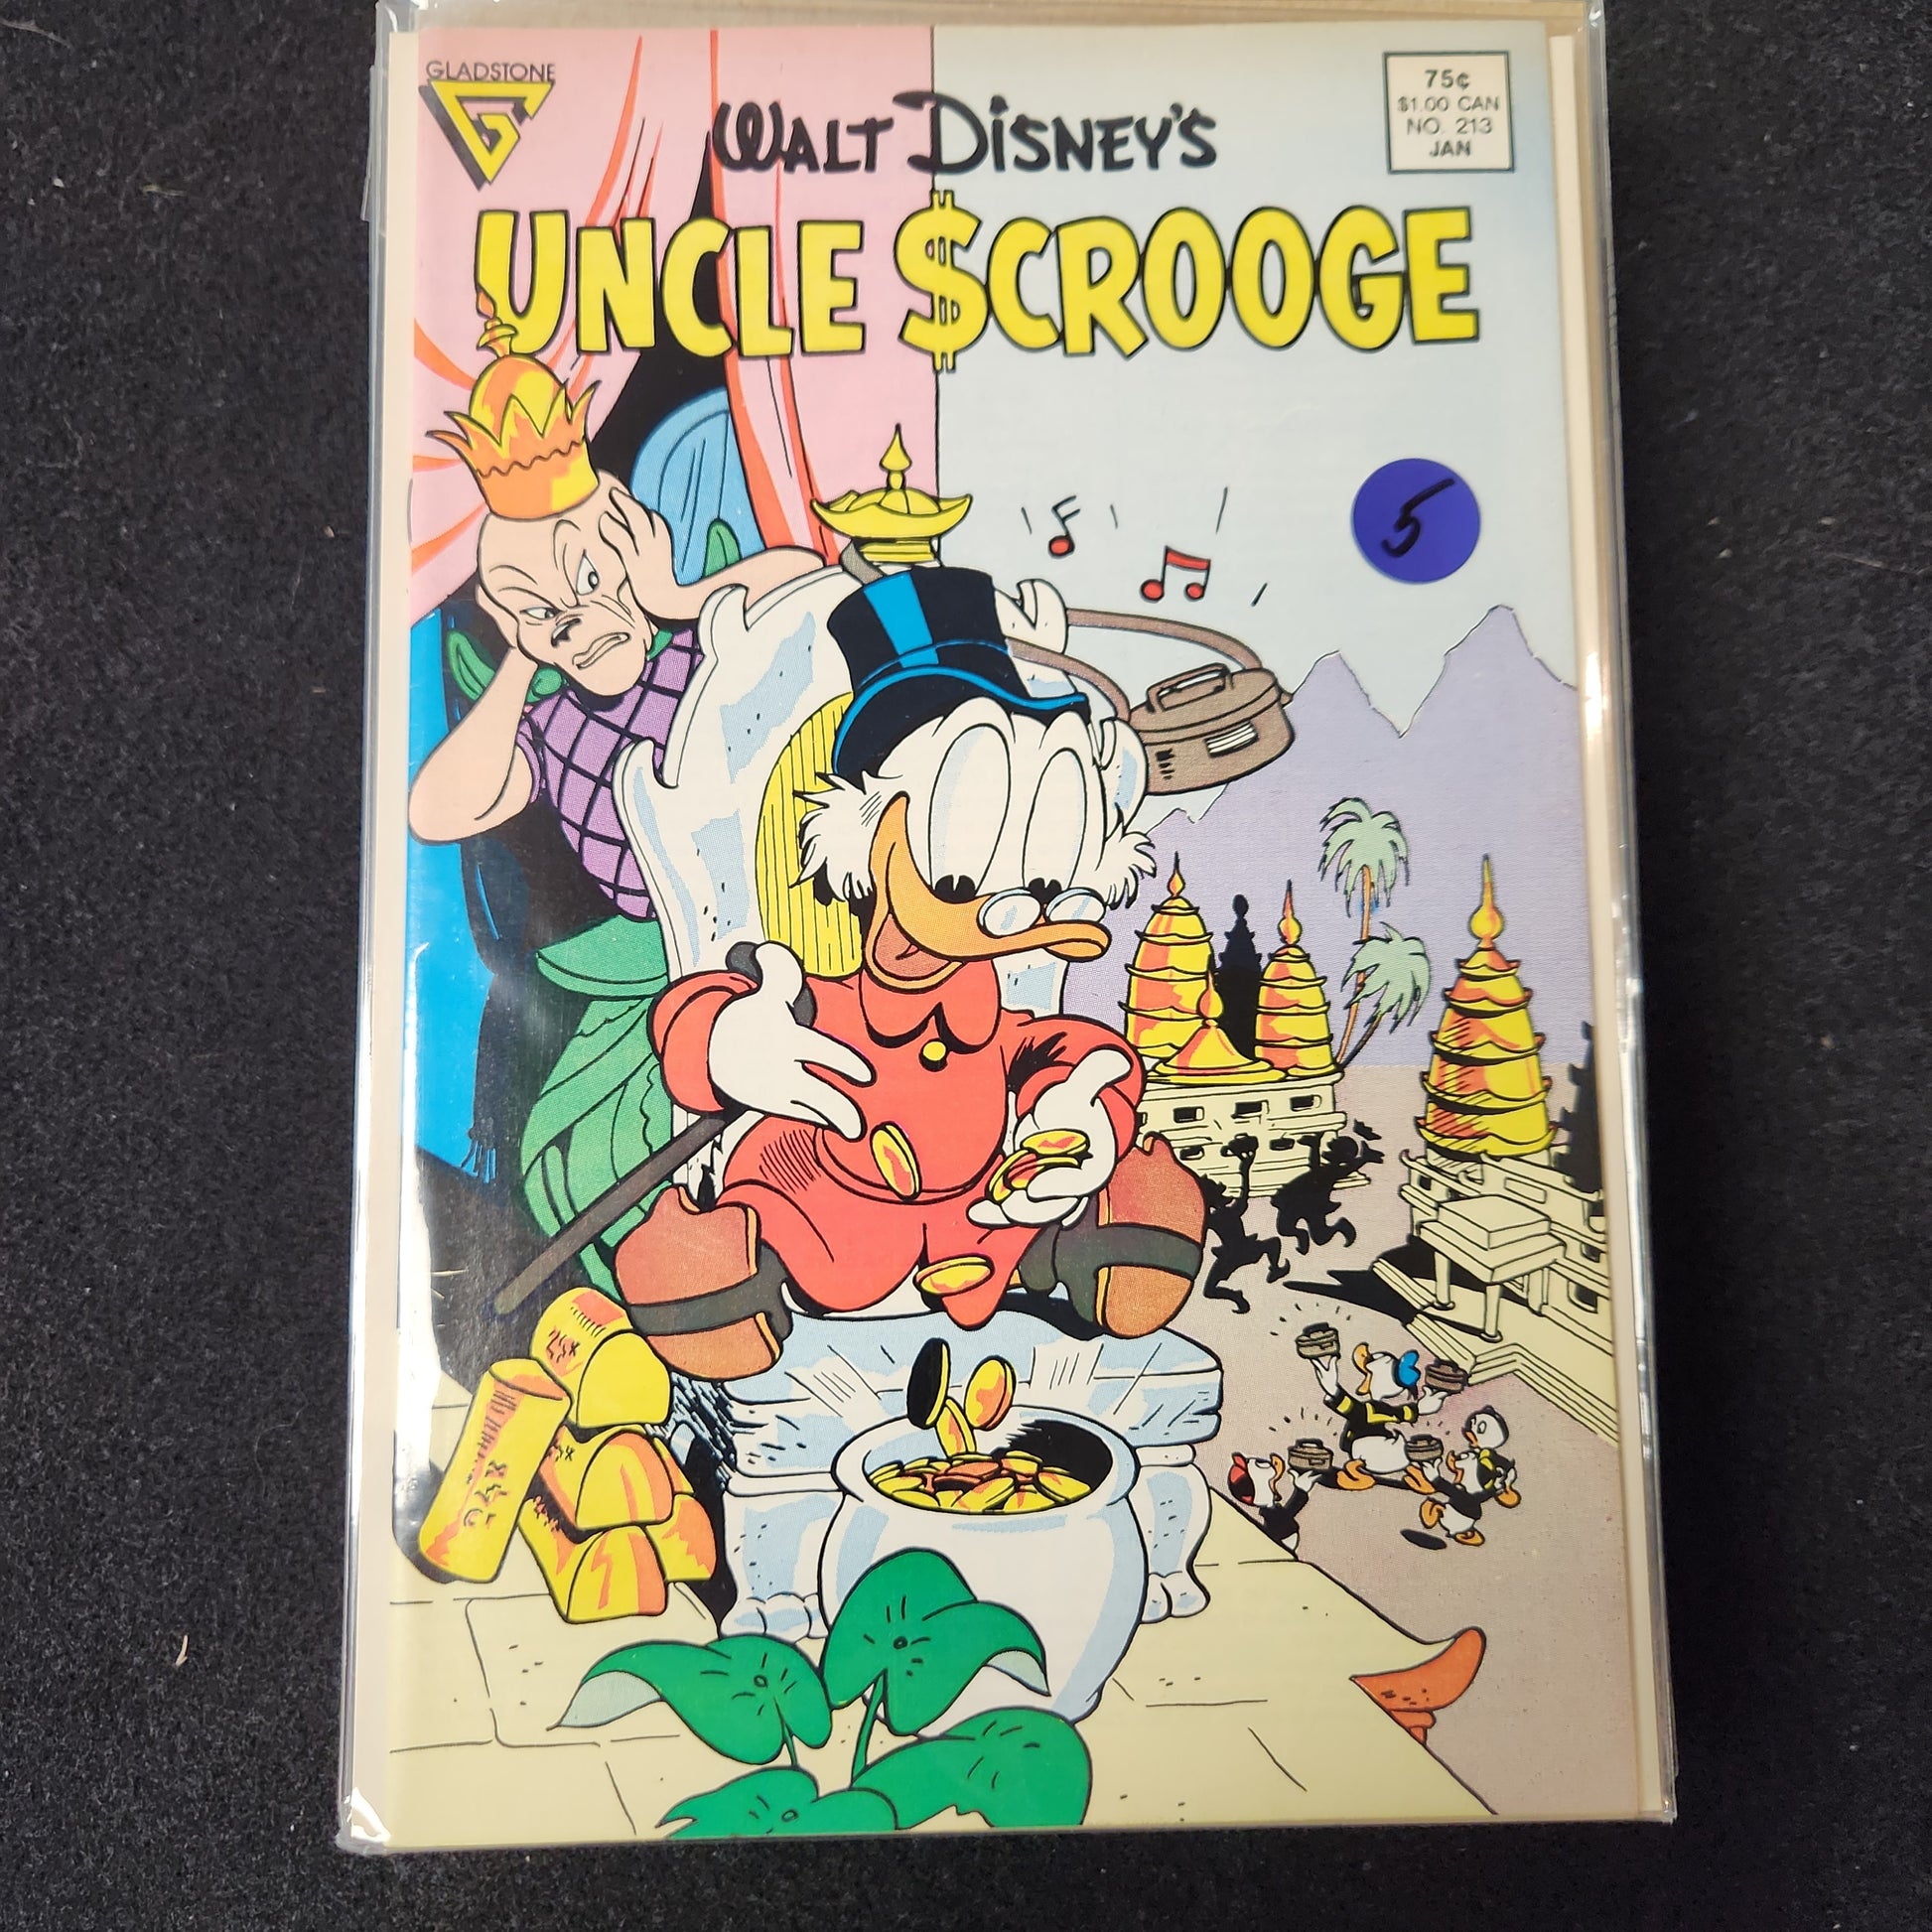 GLADSTONE
G
75¢
$1.00 CAN
NO. 213
JAN
WALT DISNEY'S
UNCLE $CROOGE
5